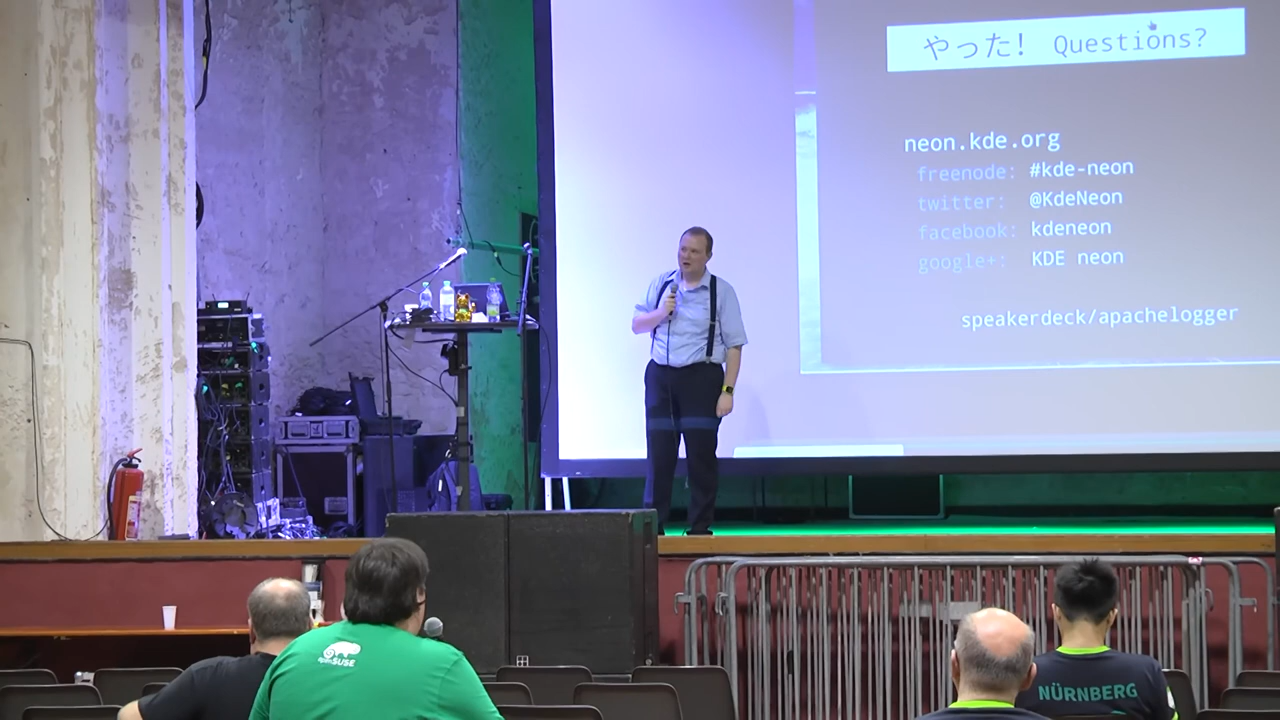 やった! Questions?
neon.kde.org
freenode: #kde-neon
twitter: @KdeNeon
facebook: kdeneon
google+: KDE neon
speakerdeck/apachelogger
openSUSE
NÜRNBERG